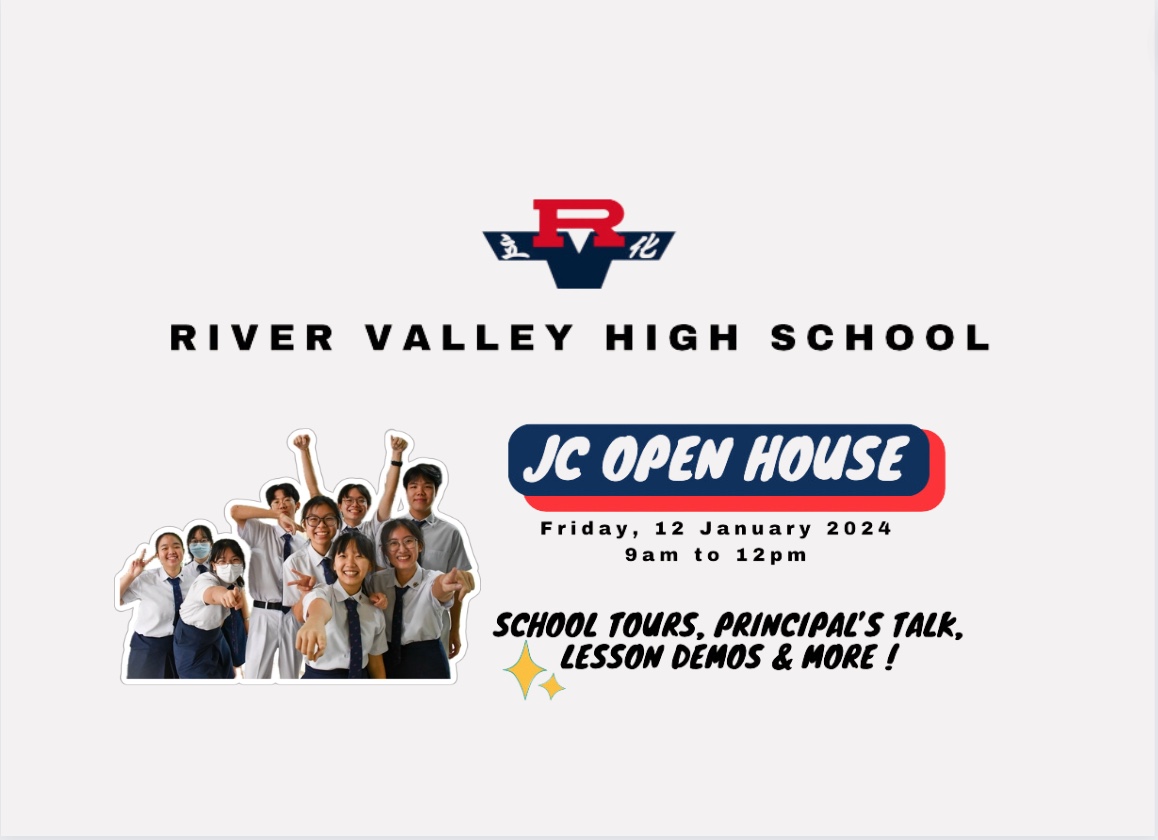 R
立 化
RIVER VALLEY HIGH SCHOOL
JC OPEN HOUSE
Friday, 12 January 2024
9am to 12pm
SCHOOL TOURS, PRINCIPAL'S TALK,
LESSON DEMOS & MORE !